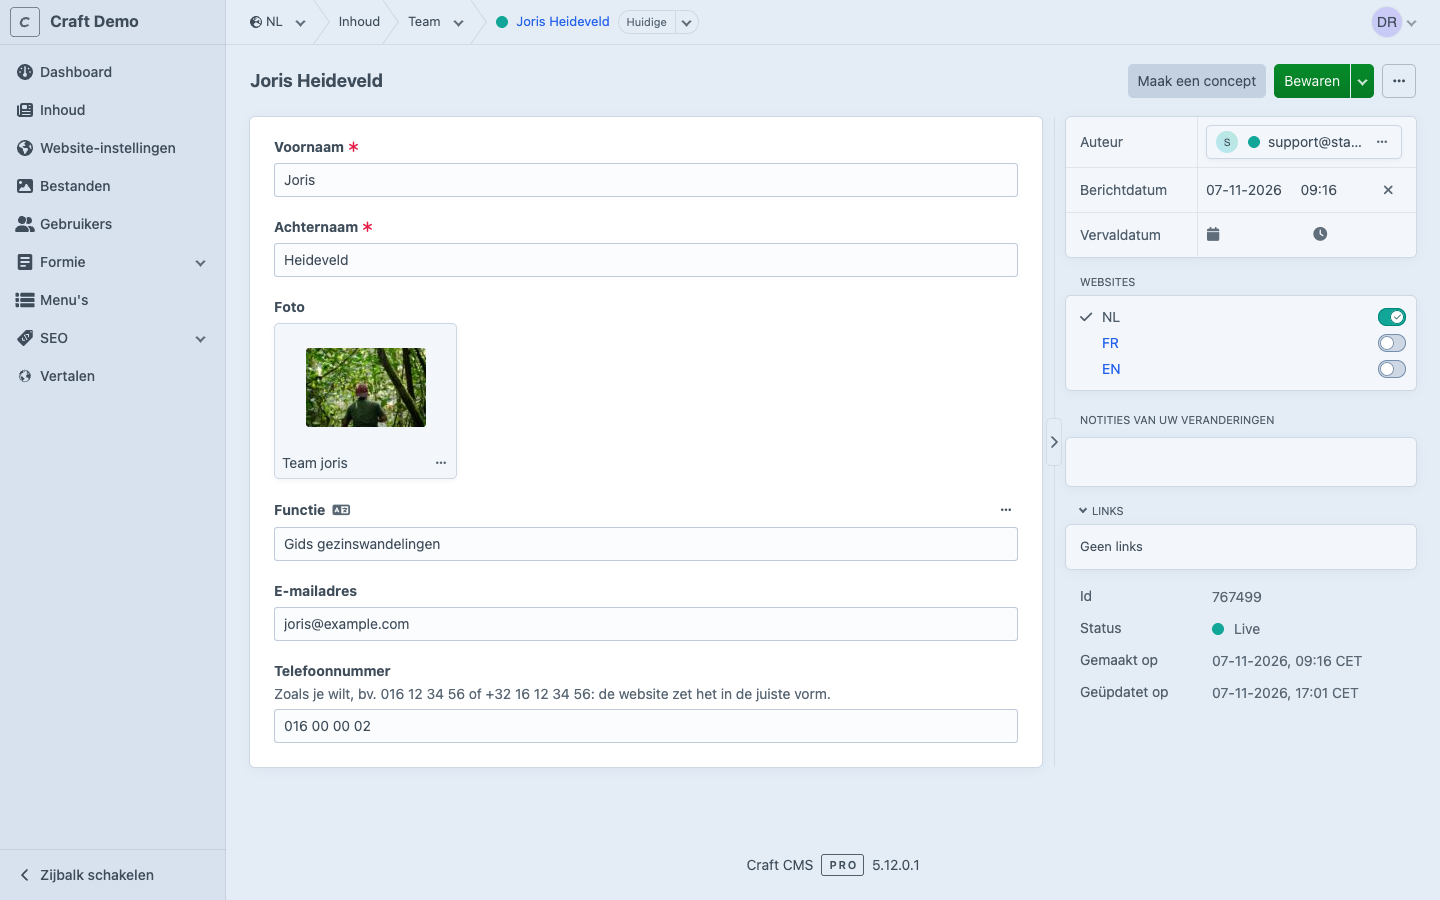 C Craft Demo
NL
Inhoud
Team
Joris Heideveld
Huidige
DR
Dashboard
Inhoud
Website-instellingen
Bestanden
Gebruikers
Formie
Menu's
SEO
Vertalen
Zijbalk schakelen
Joris Heideveld
Maak een concept
Bewaren
Voornaam *
Joris
Achternaam *
Heideveld
Foto
Team joris
Functie
Gids gezinswandelingen
E-mailadres
joris@example.com
Telefoonnummer
Zoals je wilt, bv. 016 12 34 56 of +32 16 12 34 56: de website zet het in de juiste vorm.
016 00 00 02
Auteur S support@sta...
Berichtdatum 07-11-2026 09:16
Vervaldatum
WEBSITES
NL
FR
EN
NOTITIES VAN UW VERANDERINGEN
LINKS
Geen links
Id 767499
Status Live
Gemaakt op 07-11-2026, 09:16 CET
Geüpdatet op 07-11-2026, 17:01 CET
Craft CMS PRO 5.12.0.1